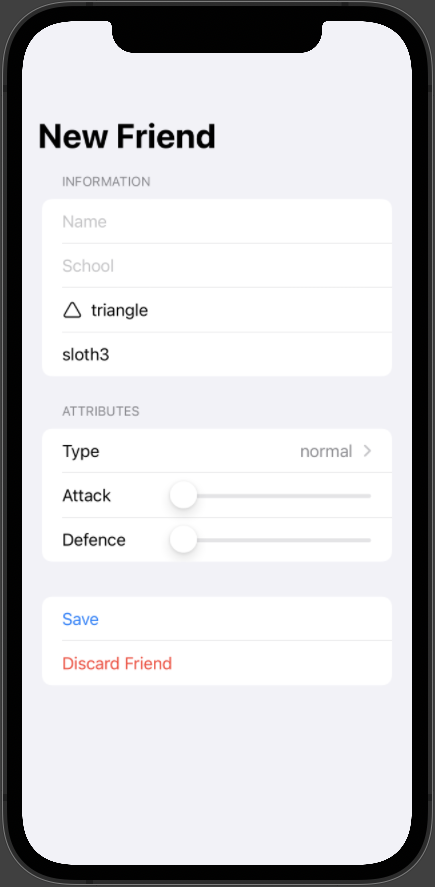 New Friend
INFORMATION
Name
School
triangle
sloth3
ATTRIBUTES
Type normal
Attack
Defence
Save
Discard Friend